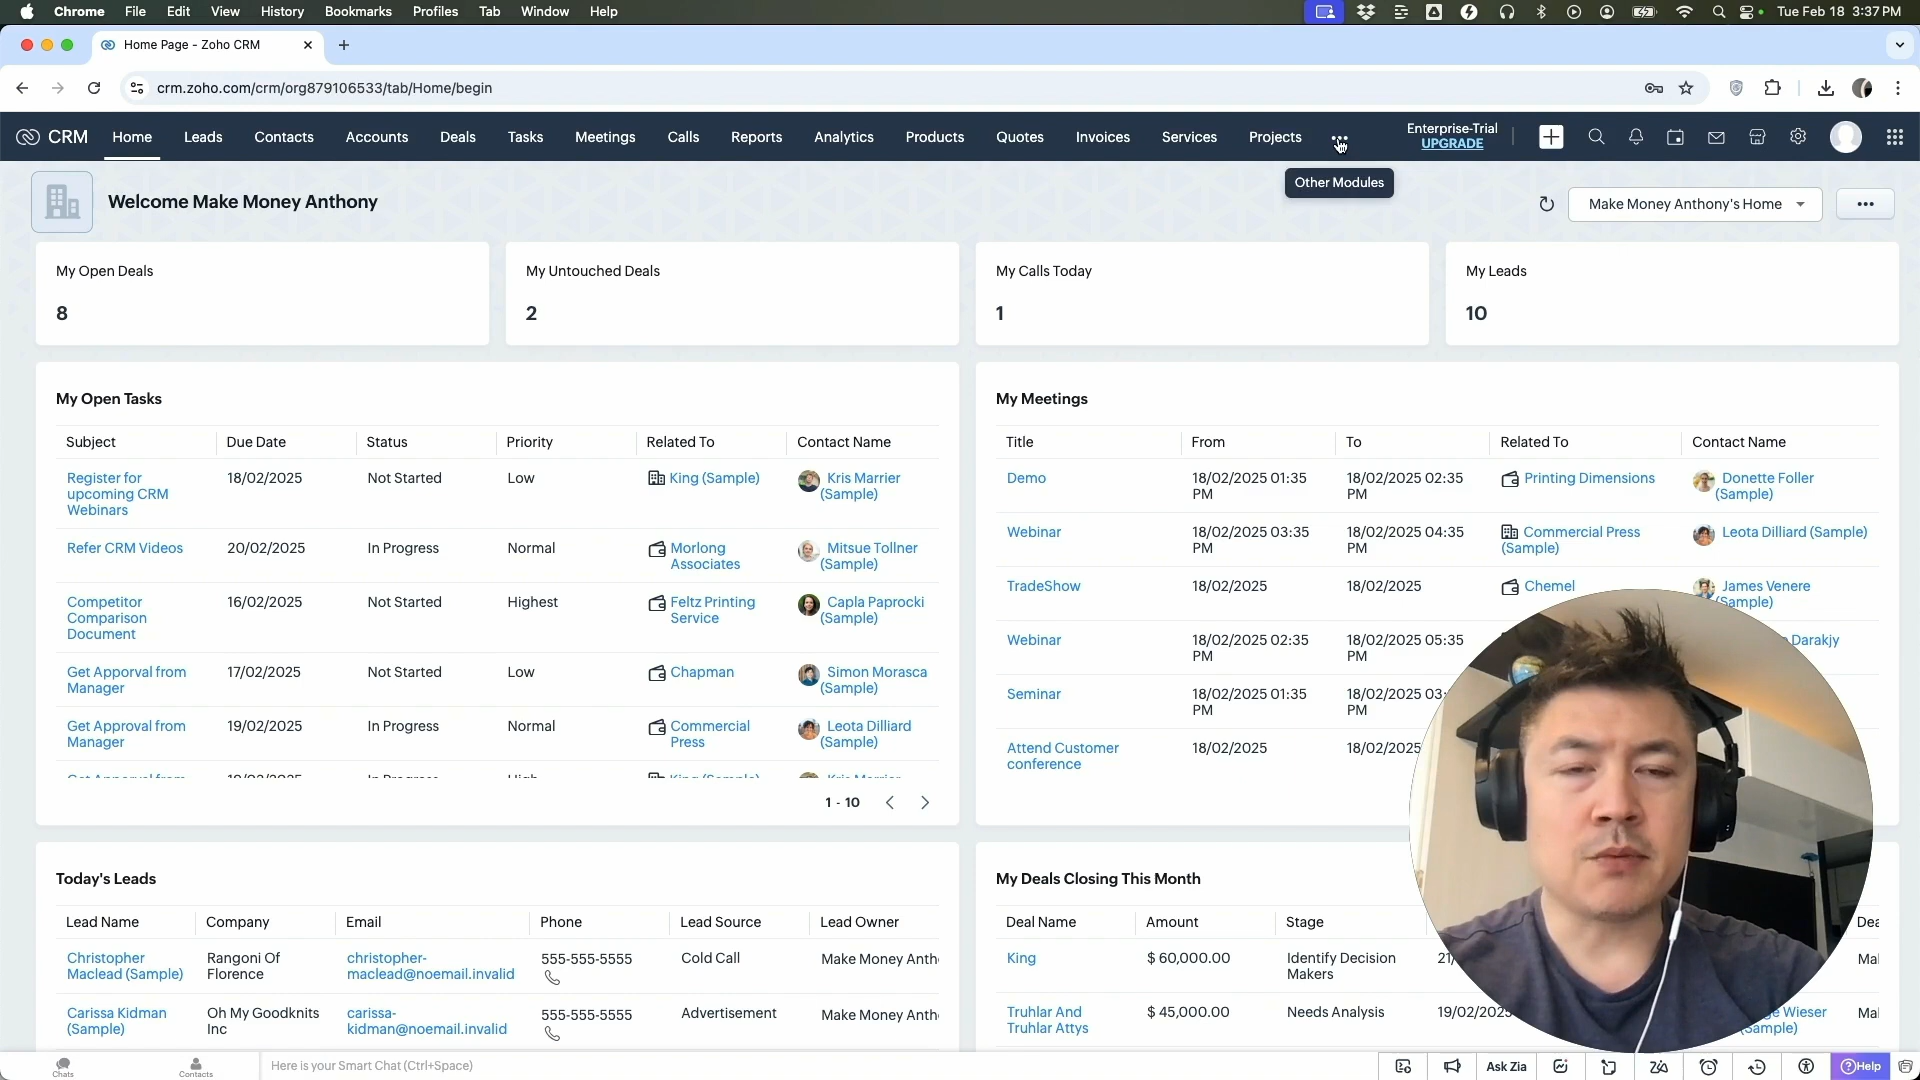 Chrome File Edit View History Bookmarks Profiles Tab Window Help Tue Feb 18 3:37 PM
Home Page - Zoho CRM
crm.zoho.com/crm/org879106533/tab/Home/begin
CRM Home Leads Contacts Accounts Deals Tasks Meetings Calls Reports Analytics Products Quotes Invoices Services Projects
Enterprise-Trial
UPGRADE
Other Modules
Welcome Make Money Anthony
Make Money Anthony's Home
My Open Deals
8
My Untouched Deals
2
My Calls Today
1
My Leads
10
My Open Tasks
Subject Due Date Status Priority Related To Contact Name
Register for 18/02/2025 Not Started Low King (Sample) Kris Marrier
upcoming CRM (Sample)
Webinars
Refer CRM Videos 20/02/2025 In Progress Normal Morlong Mitsue Tollner
Associates (Sample)
Competitor 16/02/2025 Not Started Highest Feltz Printing Capla Paprocki
Comparison Service (Sample)
Document
Get Apporval from 17/02/2025 Not Started Low Chapman Simon Morasca
Manager (Sample)
Get Approval from 19/02/2025 In Progress Normal Commercial Leota Dilliard
Manager Press (Sample)
1 - 10
My Meetings
Title From To Related To Contact Name
Demo 18/02/2025 01:35 18/02/2025 02:35 Printing Dimensions Donette Foller
PM PM (Sample)
Webinar 18/02/2025 03:35 18/02/2025 04:35 Commercial Press Leota Dilliard (Sample)
PM PM (Sample)
TradeShow 18/02/2025 18/02/2025 Chemel James Venere
(Sample)
Webinar 18/02/2025 02:35 18/02/2025 05:35 Darakjy
PM PM
Seminar 18/02/2025 01:35 18/02/2025 03:
PM PM
Attend Customer 18/02/2025 18/02/2025
conference
Today's Leads
Lead Name Company Email Phone Lead Source Lead Owner
Christopher Rangoni Of christopher- 555-555-5555 Cold Call Make Money Anth
Maclead (Sample) Florence maclead@noemail.invalid
Carissa Kidman Oh My Goodknits carissa- 555-555-5555 Advertisement Make Money Anth
(Sample) Inc kidman@noemail.invalid
My Deals Closing This Month
Deal Name Amount Stage Dea
King $ 60,000.00 Identify Decision 21/ Mal
Makers
Truhlar And $ 45,000.00 Needs Analysis 19/02/2025 ge Wieser Mal
Truhlar Attys (Sample)
Chats Contacts Here is your Smart Chat (Ctrl+Space) Ask Zia Help